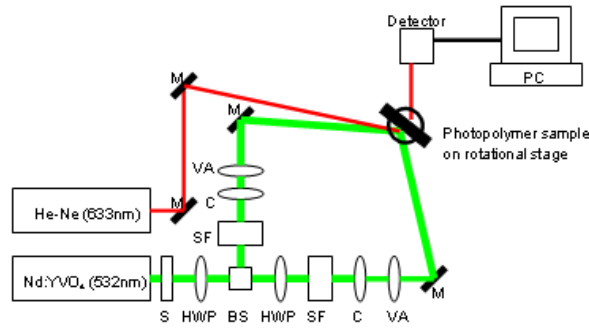 Detector
PC
M
M
Photopolymer sample
on rotational stage
VA
C
M
He-Ne (633nm)
SF
Nd:YVO₄ (532nm)
M
S
HWP
BS
HWP
SF
C
VA